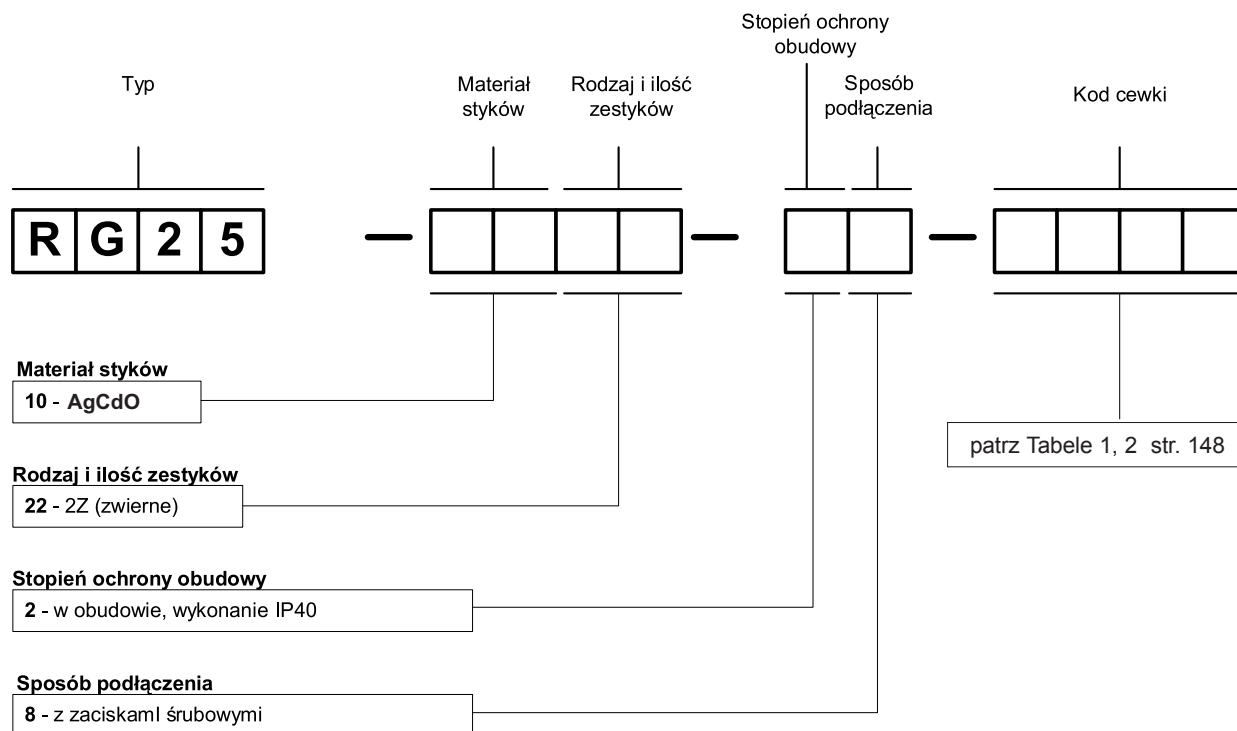 Stopień ochrony
obudowy
Typ
Materiał
styków
Rodzaj i ilość
zestyków
Sposób
podłączenia
Kod cewki
R G 2 5 — — —
Materiał styków
10 - AgCdO
patrz Tabele 1, 2 str. 148
Rodzaj i ilość zestyków
22 - 2Z (zwierne)
Stopień ochrony obudowy
2 - w obudowie, wykonanie IP40
Sposób podłączenia
8 - z zaciskamI śrubowymi